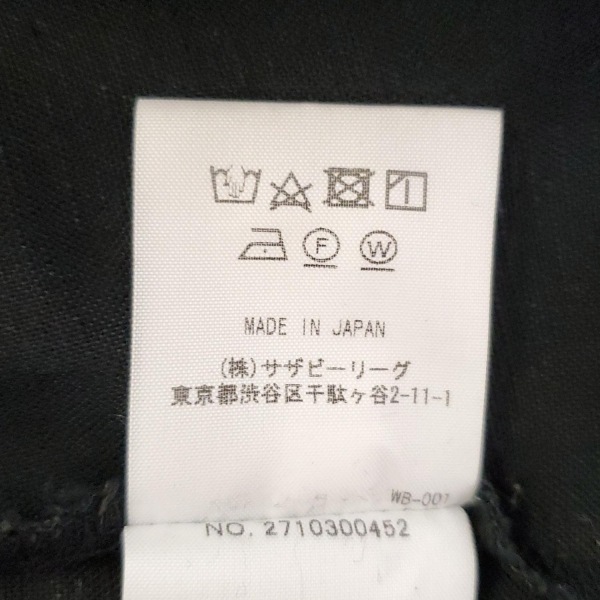 F W
MADE IN JAPAN
(株)サザビーリーグ
東京都渋谷区千駄ヶ谷2-11-1
WB-001
NO. 2710300452